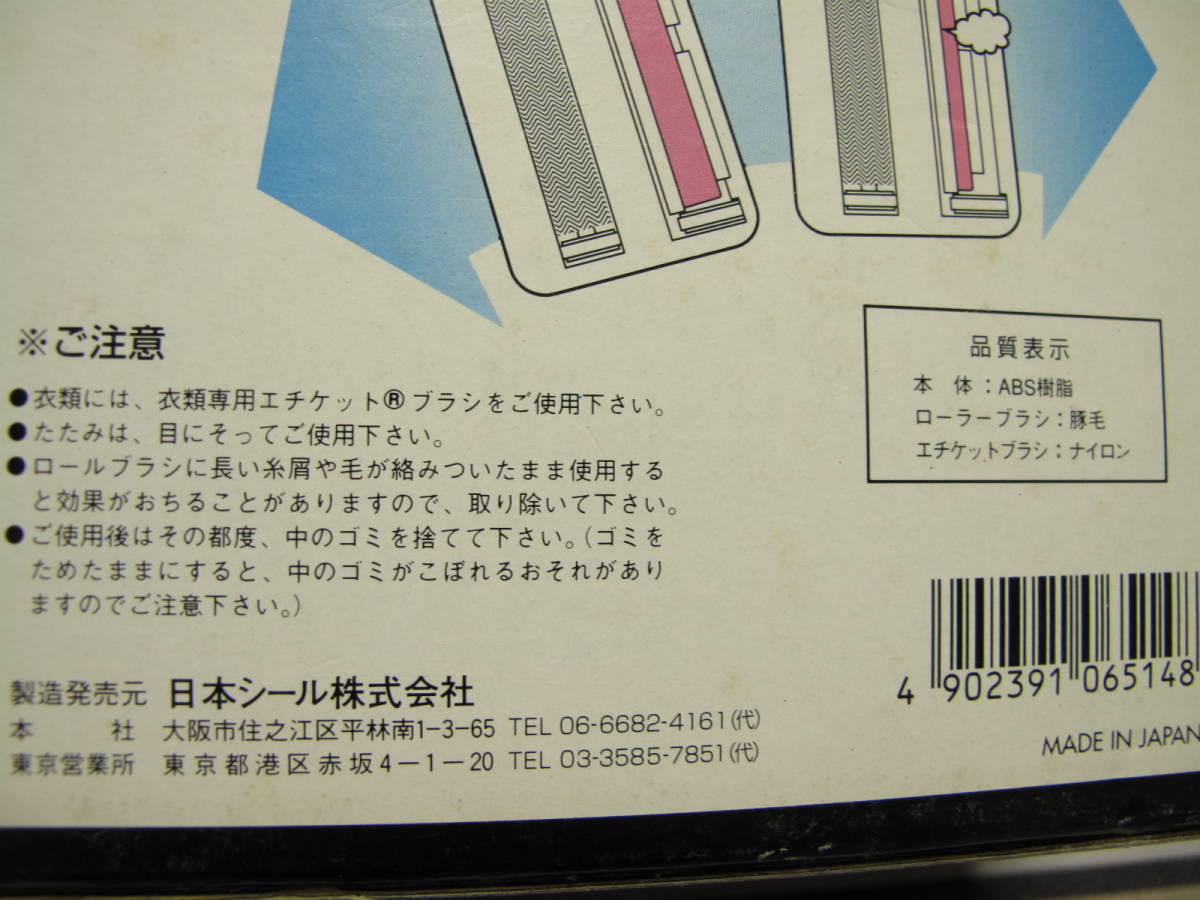 ※ご注意
●衣類には、衣類専用エチケット®ブラシをご使用下さい。
●たたみは、目にそってご使用下さい。
●ロールブラシに長い糸屑や毛が絡みついたまま使用する
と効果がおちることがありますので、取り除いて下さい。
●ご使用後はその都度、中のゴミを捨てて下さい。(ゴミを
ためたままにすると、中のゴミがこぼれるおそれがあり
ますのでご注意下さい。)
品質表示
本 体：ABS樹脂
ローラーブラシ：豚毛
エチケットブラシ：ナイロン
製造発売元 日本シール株式会社
本 社 大阪市住之江区平林南1-3-65 TEL 06-6682-4161(代)
東京営業所 東京都港区赤坂4-1-20 TEL 03-3585-7851(代)
4 902391 065148
MADE IN JAPAN